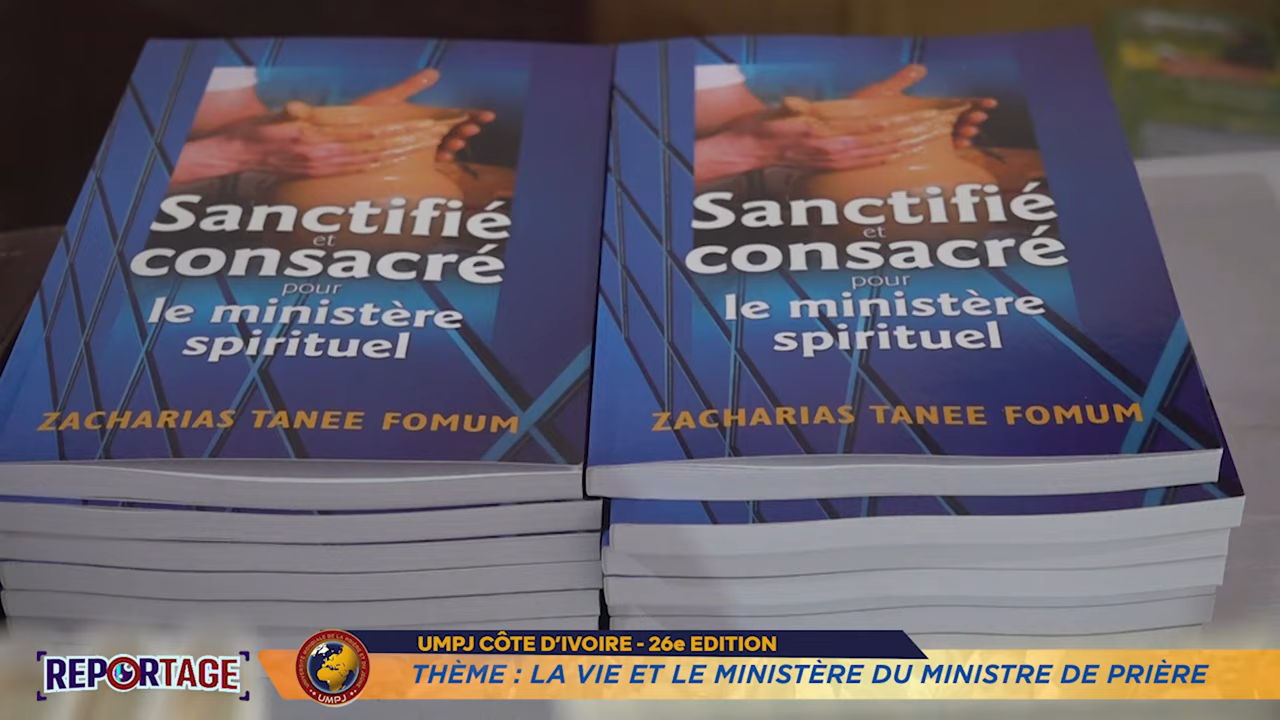 Sanctifié
et
consacré
pour
le ministère
spirituel
ZACHARIAS TANEE FOMUM
Sanctifié
et
consacré
pour
le ministère
spirituel
ZACHARIAS TANEE FOMUM
REPORTAGE
UMPJ
UMPJ CÔTE D'IVOIRE - 26e EDITION
THÈME : LA VIE ET LE MINISTÈRE DU MINISTRE DE PRIÈRE